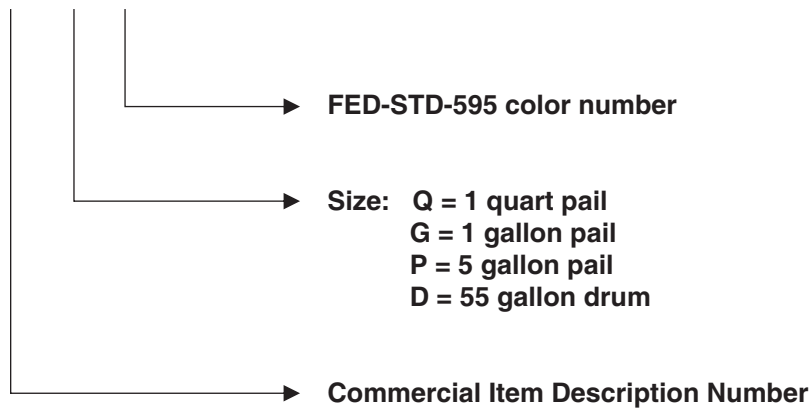 FED-STD-595 color number
Size: Q = 1 quart pail
G = 1 gallon pail
P = 5 gallon pail
D = 55 gallon drum
Commercial Item Description Number